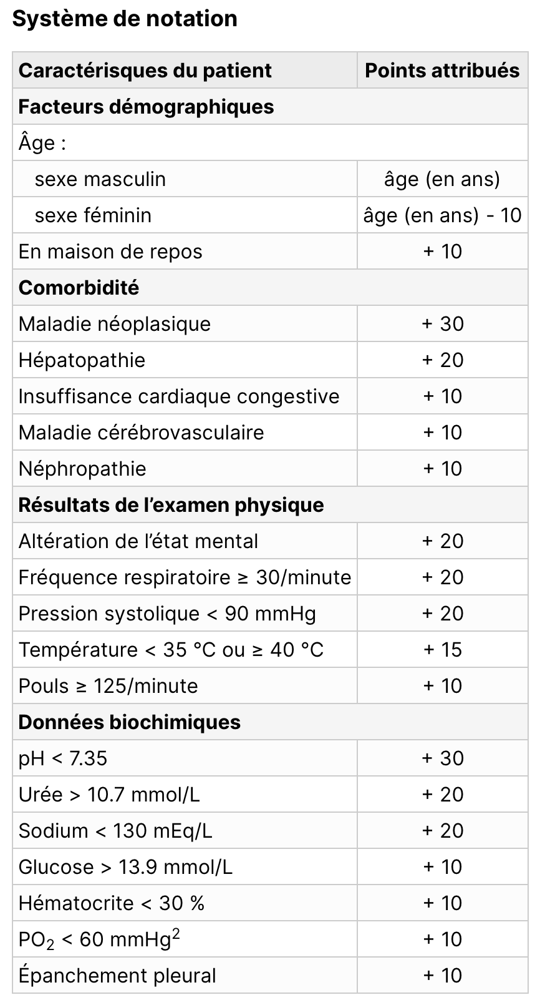 Système de notation
Caractérisques du patient Points attribués
Facteurs démographiques
Âge :
sexe masculin âge (en ans)
sexe féminin âge (en ans) - 10
En maison de repos + 10
Comorbidité
Maladie néoplasique + 30
Hépatopathie + 20
Insuffisance cardiaque congestive + 10
Maladie cérébrovasculaire + 10
Néphropathie + 10
Résultats de l’examen physique
Altération de l’état mental + 20
Fréquence respiratoire ≥ 30/minute + 20
Pression systolique < 90 mmHg + 20
Température < 35 °C ou ≥ 40 °C + 15
Pouls ≥ 125/minute + 10
Données biochimiques
pH < 7.35 + 30
Urée > 10.7 mmol/L + 20
Sodium < 130 mEq/L + 20
Glucose > 13.9 mmol/L + 10
Hématocrite < 30 % + 10
PO₂ < 60 mmHg² + 10
Épanchement pleural + 10